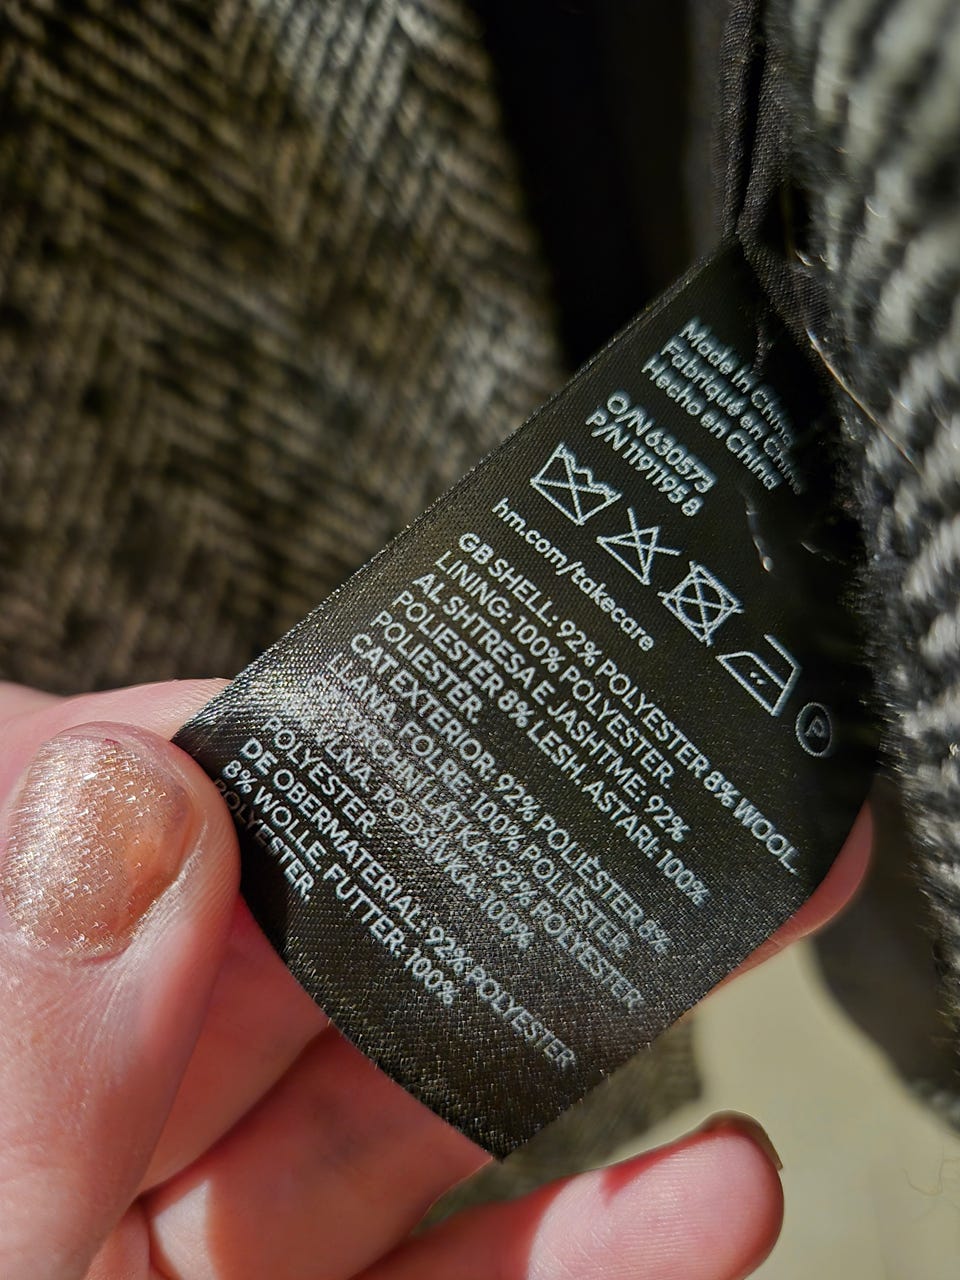 Made in China
Fabriqué en Chine
Hecho en China
O/N 630573
P/N 1191195 8
P
hm.com/takecare
GB SHELL: 92% POLYESTER 8% WOOL.
LINING: 100% POLYESTER.
AL SHTRESA E JASHTME: 92%
POLIESTËR 8% LESH, ASTARI: 100%
POLIESTËR.
CAT EXTERIOR: 92% POLIÈSTER 8%
LLANA, FOLRE: 100% POLIÈSTER.
LÁTKA: 92% POLYESTER
8% VLNA, PODŠÍVKA: 100%
POLYESTER.
DE OBERMATERIAL: 92% POLYESTER
8% WOLLE, FUTTER: 100%
POLYESTER